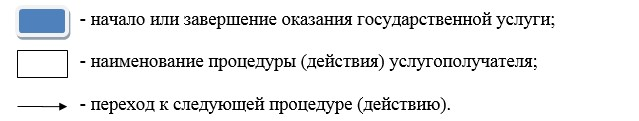 - начало или завершение оказания государственной услуги;
- наименование процедуры (действия) услугополучателя;
- переход к следующей процедуре (действию).